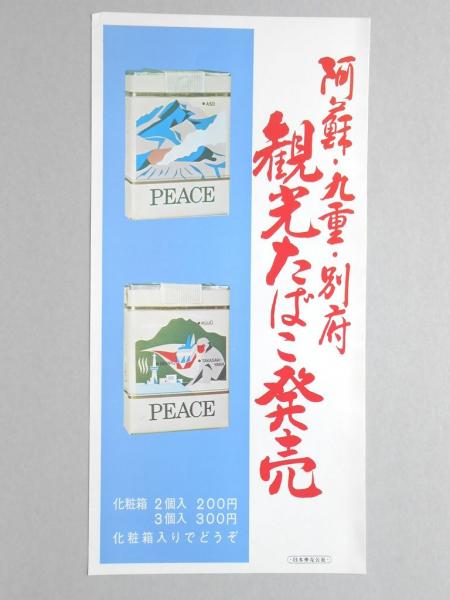 阿蘇・九重・別府
観光たばこ発売
ASO
PEACE
KUJŪ
TAKASAKI-
YAMA
PEACE
化粧箱 2個入 200円
3個入 300円
化粧箱入りでどうぞ
日本専売公社